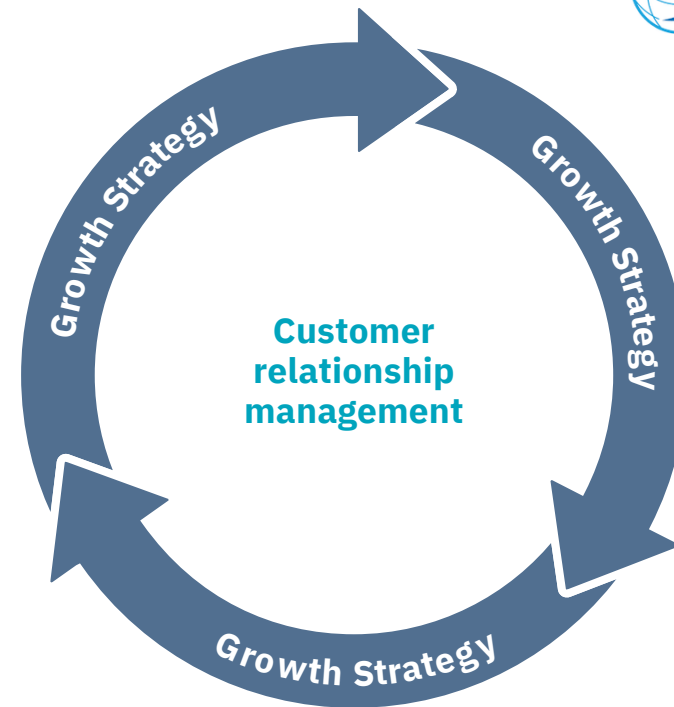 Growth Strategy
Growth Strategy
Customer
relationship
management
Growth Strategy